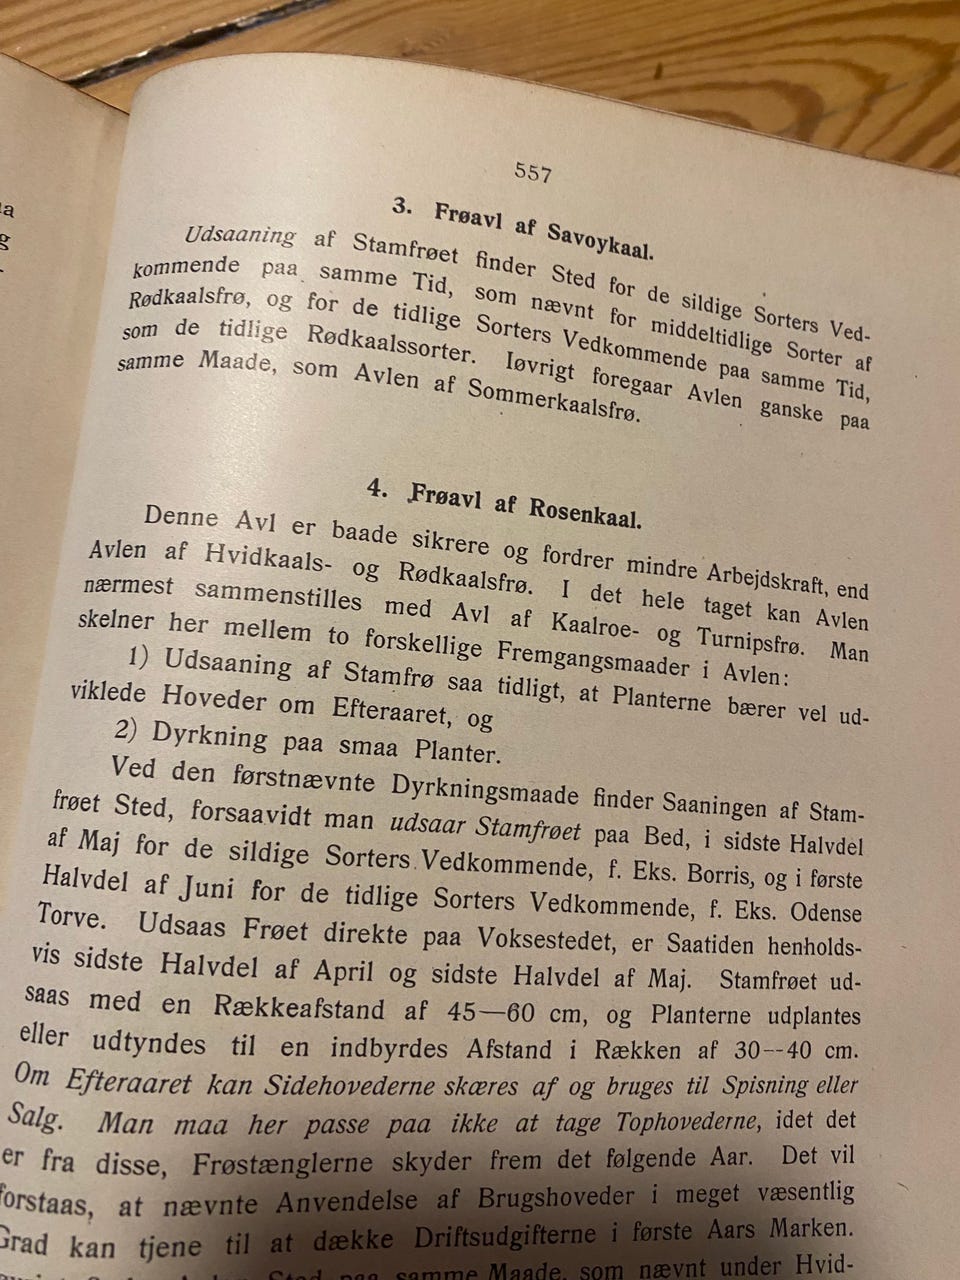 557
3. Frøavl af Savoykaal.
Udsaaning af Stamfrøet finder Sted for de sildige Sorters Ved-
kommende paa samme Tid, som nævnt for middeltidlige Sorter af
Rødkaalsfrø, og for de tidlige Sorters Vedkommende paa samme Tid,
som de tidlige Rødkaalssorter. Iøvrigt foregaar Avlen ganske paa
samme Maade, som Avlen af Sommerkaalsfrø.
4. Frøavl af Rosenkaal.
Denne Avl er baade sikrere og fordrer mindre Arbejdskraft, end
Avlen af Hvidkaals- og Rødkaalsfrø. I det hele taget kan Avlen
nærmest sammenstilles med Avl af Kaalroe- og Turnipsfrø. Man
skelner her mellem to forskellige Fremgangsmaader i Avlen:
1) Udsaaning af Stamfrø saa tidligt, at Planterne bærer vel ud-
viklede Hoveder om Efteraaret, og
2) Dyrkning paa smaa Planter.
Ved den førstnævnte Dyrkningsmaade finder Saaningen af Stam-
frøet Sted, forsaavidt man udsaar Stamfrøet paa Bed, i sidste Halvdel
af Maj for de sildige Sorters Vedkommende, f. Eks. Borris, og i første
Halvdel af Juni for de tidlige Sorters Vedkommende, f. Eks. Odense
Torve. Udsaas Frøet direkte paa Voksestedet, er Saatiden henholds-
vis sidste Halvdel af April og sidste Halvdel af Maj. Stamfrøet ud-
saas med en Rækkeafstand af 45—60 cm, og Planterne udplantes
eller udtyndes til en indbyrdes Afstand i Rækken af 30--40 cm.
Om Efteraaret kan Sidehovederne skæres af og bruges til Spisning eller
Salg. Man maa her passe paa ikke at tage Tophovederne, idet det
er fra disse, Frøstænglerne skyder frem det følgende Aar. Det vil
forstaas, at nævnte Anvendelse af Brugshoveder i meget væsentlig
Grad kan tjene til at dække Driftsudgifterne i første Aars Marken.
Sted paa samme Maade, som nævnt under Hvid-